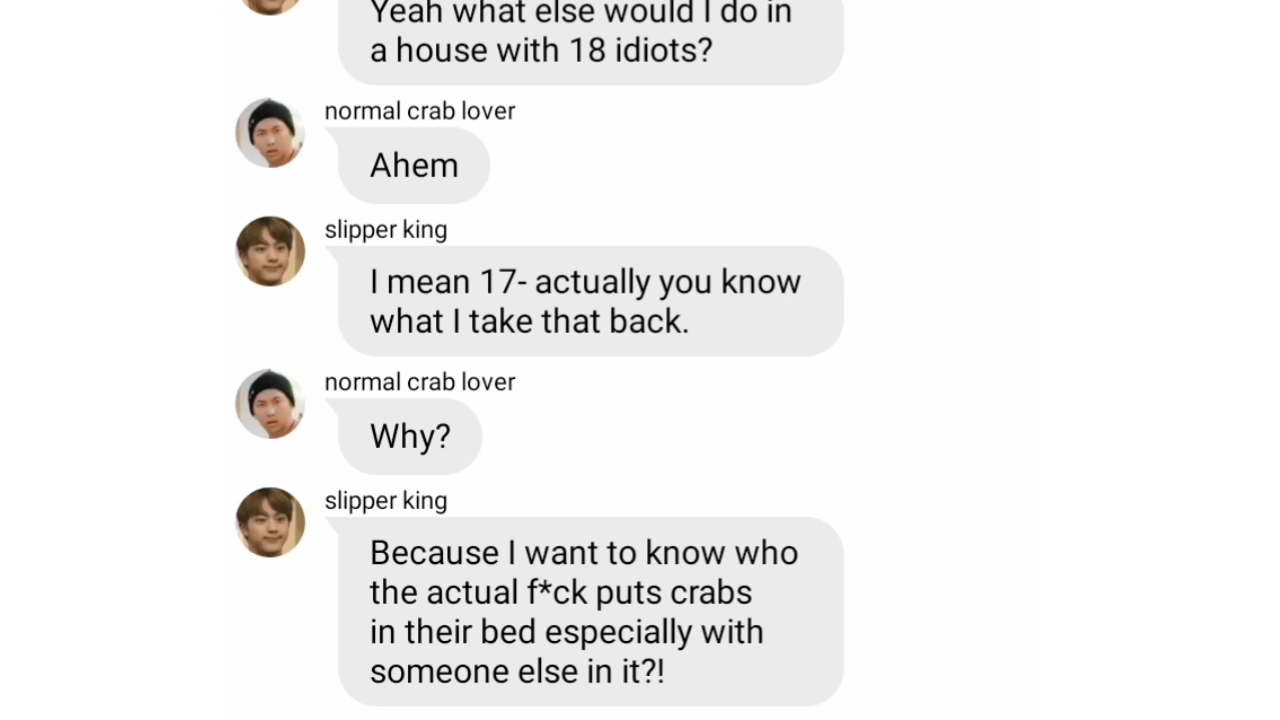 Yeah what else would I do in
a house with 18 idiots?
normal crab lover
Ahem
slipper king
I mean 17- actually you know
what I take that back.
normal crab lover
Why?
slipper king
Because I want to know who
the actual f*ck puts crabs
in their bed especially with
someone else in it?!